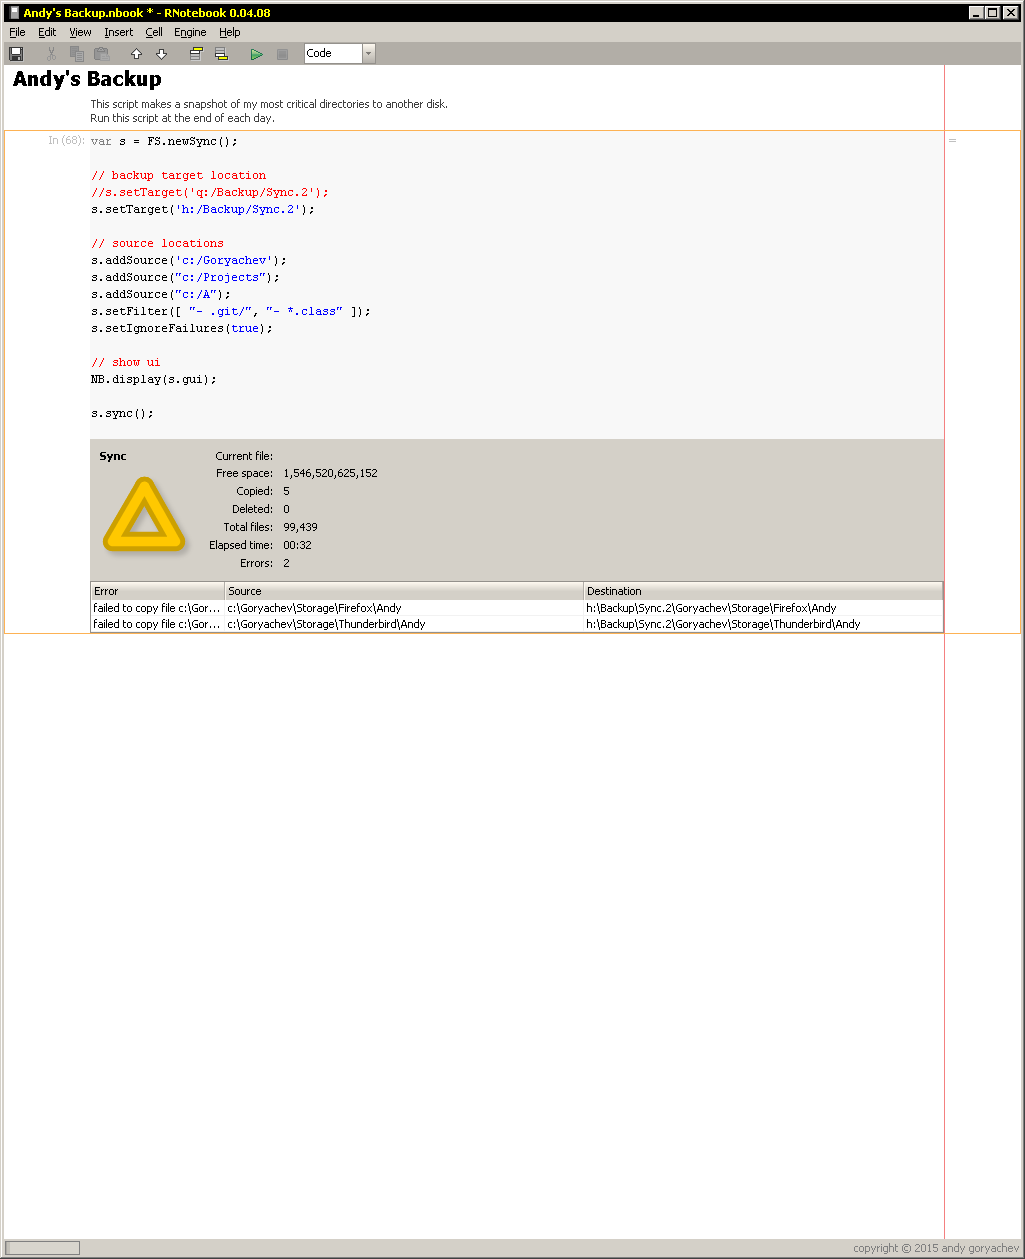 Andy's Backup.nbook * - RNotebook 0.04.08
File Edit View Insert Cell Engine Help
Code
Andy's Backup
This script makes a snapshot of my most critical directories to another disk.
Run this script at the end of each day.
In (68): var s = FS.newSync(); =
// backup target location
//s.setTarget('q:/Backup/Sync.2');
s.setTarget('h:/Backup/Sync.2');
// source locations
s.addSource('c:/Goryachev');
s.addSource("c:/Projects");
s.addSource("c:/A");
s.setFilter([ "- .git/", "- *.class" ]);
s.setIgnoreFailures(true);
// show ui
NB.display(s.gui);
s.sync();
Sync Current file:
Free space: 1,546,520,625,152
Copied: 5
Deleted: 0
Total files: 99,439
Elapsed time: 00:32
Errors: 2
Error Source Destination
failed to copy file c:\Gor... c:\Goryachev\Storage\Firefox\Andy h:\Backup\Sync.2\Goryachev\Storage\Firefox\Andy
failed to copy file c:\Gor... c:\Goryachev\Storage\Thunderbird\Andy h:\Backup\Sync.2\Goryachev\Storage\Thunderbird\Andy
copyright © 2015 andy goryachev